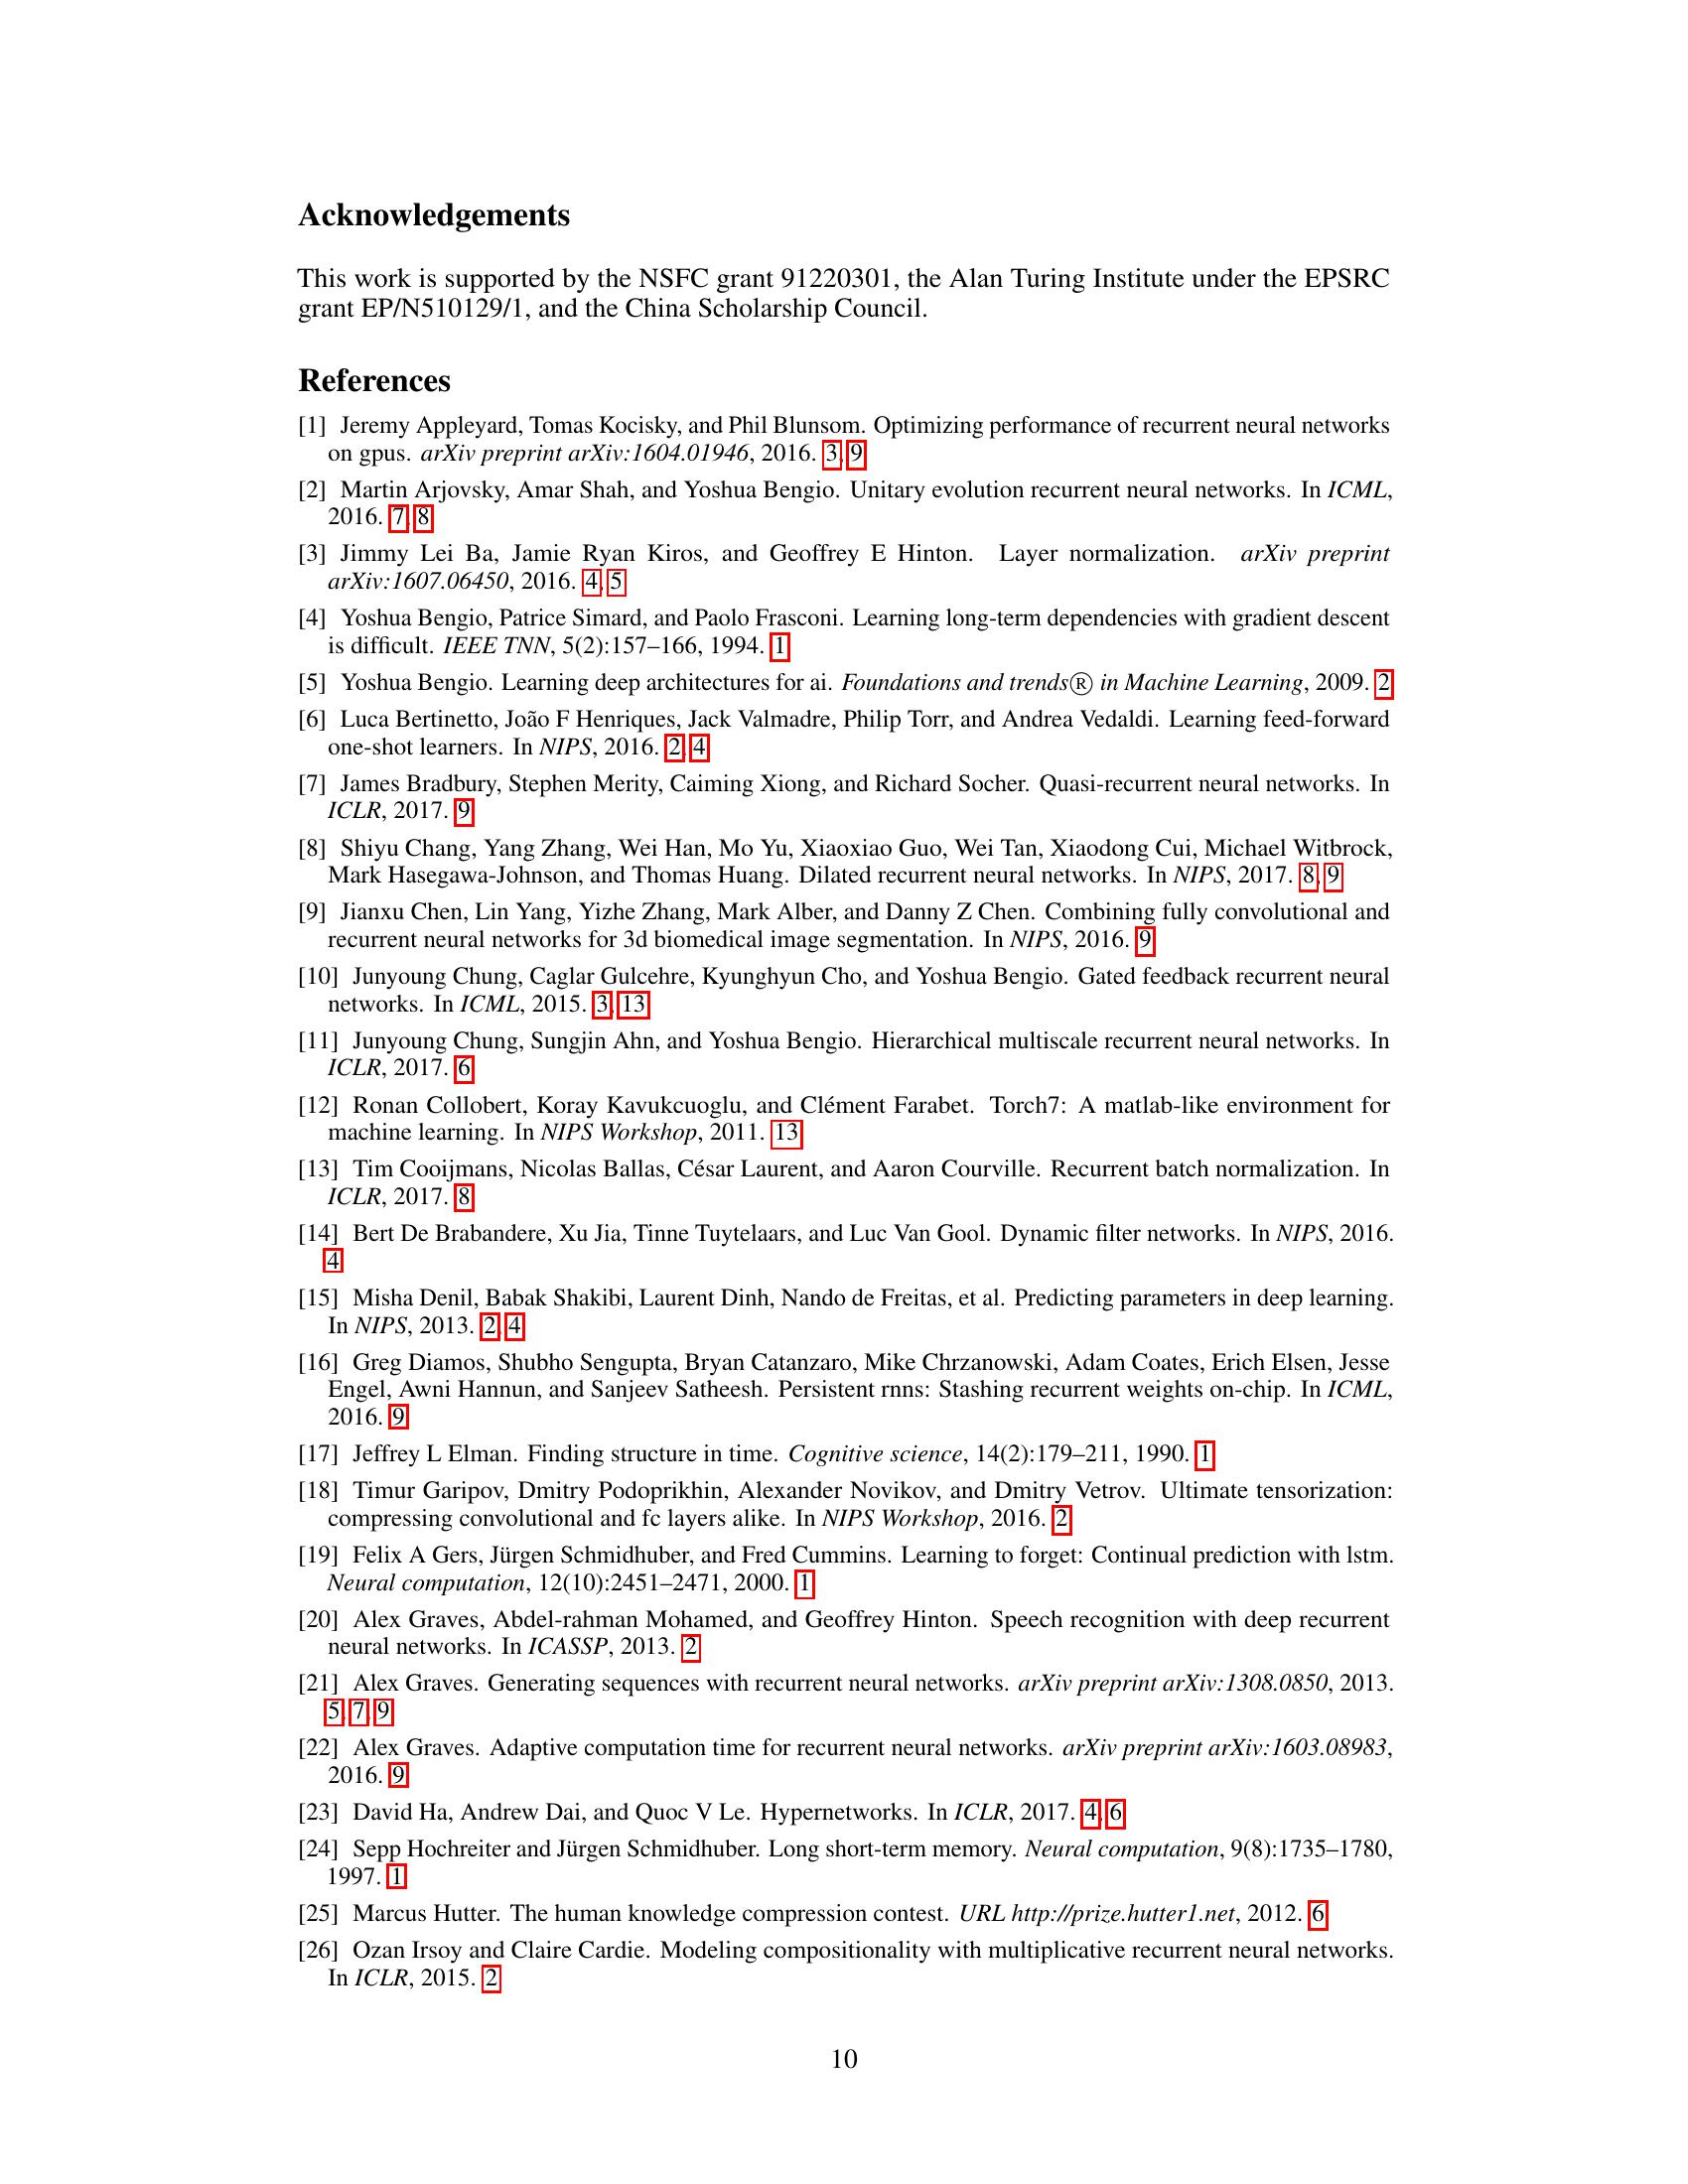 Acknowledgements
This work is supported by the NSFC grant 91220301, the Alan Turing Institute under the EPSRC
grant EP/N510129/1, and the China Scholarship Council.
References
[1] Jeremy Appleyard, Tomas Kocisky, and Phil Blunsom. Optimizing performance of recurrent neural networks
on gpus. arXiv preprint arXiv:1604.01946, 2016. 3, 9
[2] Martin Arjovsky, Amar Shah, and Yoshua Bengio. Unitary evolution recurrent neural networks. In ICML,
2016. 7, 8
[3] Jimmy Lei Ba, Jamie Ryan Kiros, and Geoffrey E Hinton. Layer normalization. arXiv preprint
arXiv:1607.06450, 2016. 4, 5
[4] Yoshua Bengio, Patrice Simard, and Paolo Frasconi. Learning long-term dependencies with gradient descent
is difficult. IEEE TNN, 5(2):157–166, 1994. 1
[5] Yoshua Bengio. Learning deep architectures for ai. Foundations and trends® in Machine Learning, 2009. 2
[6] Luca Bertinetto, João F Henriques, Jack Valmadre, Philip Torr, and Andrea Vedaldi. Learning feed-forward
one-shot learners. In NIPS, 2016. 2, 4
[7] James Bradbury, Stephen Merity, Caiming Xiong, and Richard Socher. Quasi-recurrent neural networks. In
ICLR, 2017. 9
[8] Shiyu Chang, Yang Zhang, Wei Han, Mo Yu, Xiaoxiao Guo, Wei Tan, Xiaodong Cui, Michael Witbrock,
Mark Hasegawa-Johnson, and Thomas Huang. Dilated recurrent neural networks. In NIPS, 2017. 8, 9
[9] Jianxu Chen, Lin Yang, Yizhe Zhang, Mark Alber, and Danny Z Chen. Combining fully convolutional and
recurrent neural networks for 3d biomedical image segmentation. In NIPS, 2016. 9
[10] Junyoung Chung, Caglar Gulcehre, Kyunghyun Cho, and Yoshua Bengio. Gated feedback recurrent neural
networks. In ICML, 2015. 3, 13
[11] Junyoung Chung, Sungjin Ahn, and Yoshua Bengio. Hierarchical multiscale recurrent neural networks. In
ICLR, 2017. 6
[12] Ronan Collobert, Koray Kavukcuoglu, and Clément Farabet. Torch7: A matlab-like environment for
machine learning. In NIPS Workshop, 2011. 13
[13] Tim Cooijmans, Nicolas Ballas, César Laurent, and Aaron Courville. Recurrent batch normalization. In
ICLR, 2017. 8
[14] Bert De Brabandere, Xu Jia, Tinne Tuytelaars, and Luc Van Gool. Dynamic filter networks. In NIPS, 2016.
4
[15] Misha Denil, Babak Shakibi, Laurent Dinh, Nando de Freitas, et al. Predicting parameters in deep learning.
In NIPS, 2013. 2, 4
[16] Greg Diamos, Shubho Sengupta, Bryan Catanzaro, Mike Chrzanowski, Adam Coates, Erich Elsen, Jesse
Engel, Awni Hannun, and Sanjeev Satheesh. Persistent rnns: Stashing recurrent weights on-chip. In ICML,
2016. 9
[17] Jeffrey L Elman. Finding structure in time. Cognitive science, 14(2):179–211, 1990. 1
[18] Timur Garipov, Dmitry Podoprikhin, Alexander Novikov, and Dmitry Vetrov. Ultimate tensorization:
compressing convolutional and fc layers alike. In NIPS Workshop, 2016. 2
[19] Felix A Gers, Jürgen Schmidhuber, and Fred Cummins. Learning to forget: Continual prediction with lstm.
Neural computation, 12(10):2451–2471, 2000. 1
[20] Alex Graves, Abdel-rahman Mohamed, and Geoffrey Hinton. Speech recognition with deep recurrent
neural networks. In ICASSP, 2013. 2
[21] Alex Graves. Generating sequences with recurrent neural networks. arXiv preprint arXiv:1308.0850, 2013.
5, 7, 9
[22] Alex Graves. Adaptive computation time for recurrent neural networks. arXiv preprint arXiv:1603.08983,
2016. 9
[23] David Ha, Andrew Dai, and Quoc V Le. Hypernetworks. In ICLR, 2017. 4, 6
[24] Sepp Hochreiter and Jürgen Schmidhuber. Long short-term memory. Neural computation, 9(8):1735–1780,
1997. 1
[25] Marcus Hutter. The human knowledge compression contest. URL http://prize.hutter1.net, 2012. 6
[26] Ozan Irsoy and Claire Cardie. Modeling compositionality with multiplicative recurrent neural networks.
In ICLR, 2015. 2
10